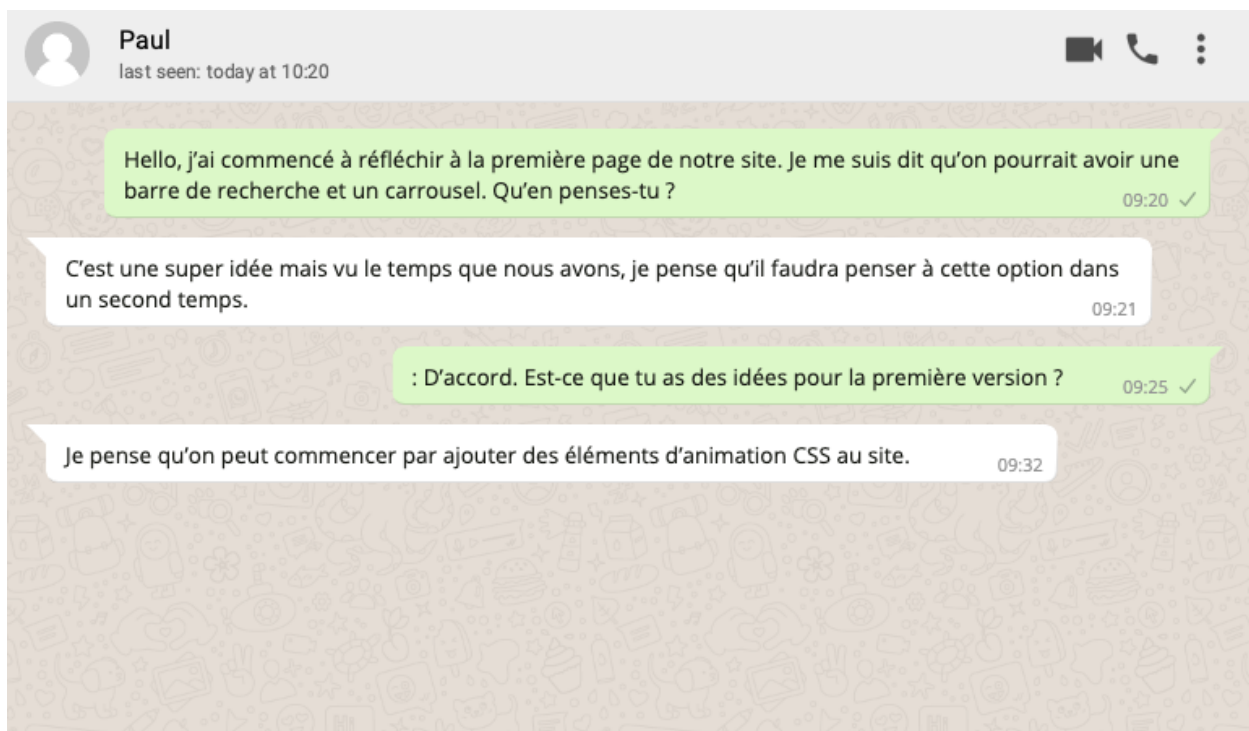 Paul
last seen: today at 10:20
Hello, j’ai commencé à réfléchir à la première page de notre site. Je me suis dit qu’on pourrait avoir une
barre de recherche et un carrousel. Qu’en penses-tu ?
09:20
C’est une super idée mais vu le temps que nous avons, je pense qu’il faudra penser à cette option dans
un second temps.
09:21
: D’accord. Est-ce que tu as des idées pour la première version ?
09:25
Je pense qu’on peut commencer par ajouter des éléments d’animation CSS au site.
09:32